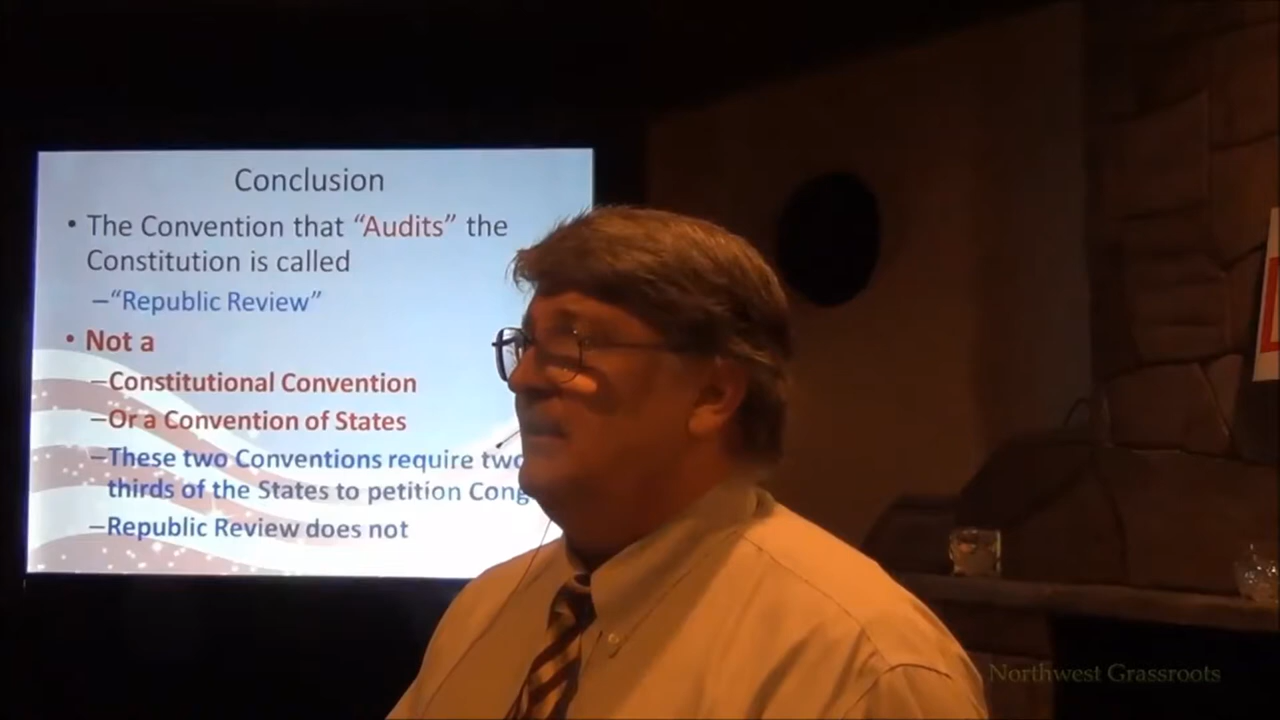 Conclusion
• The Convention that “Audits” the
Constitution is called
–“Republic Review”
• Not a
–Constitutional Convention
–Or a Convention of States
–These two Conventions require two
thirds of the States to petition Cong
–Republic Review does not
Northwest Grassroots